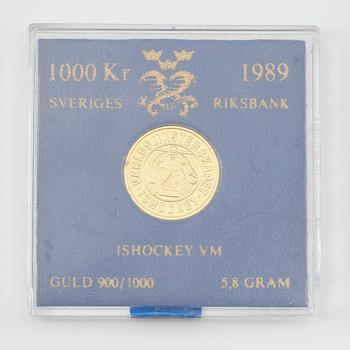 1000 Kr 1989
SVERIGES RIKSBANK
ISHOCKEY VM
GULD 900/1000 5,8 GRAM